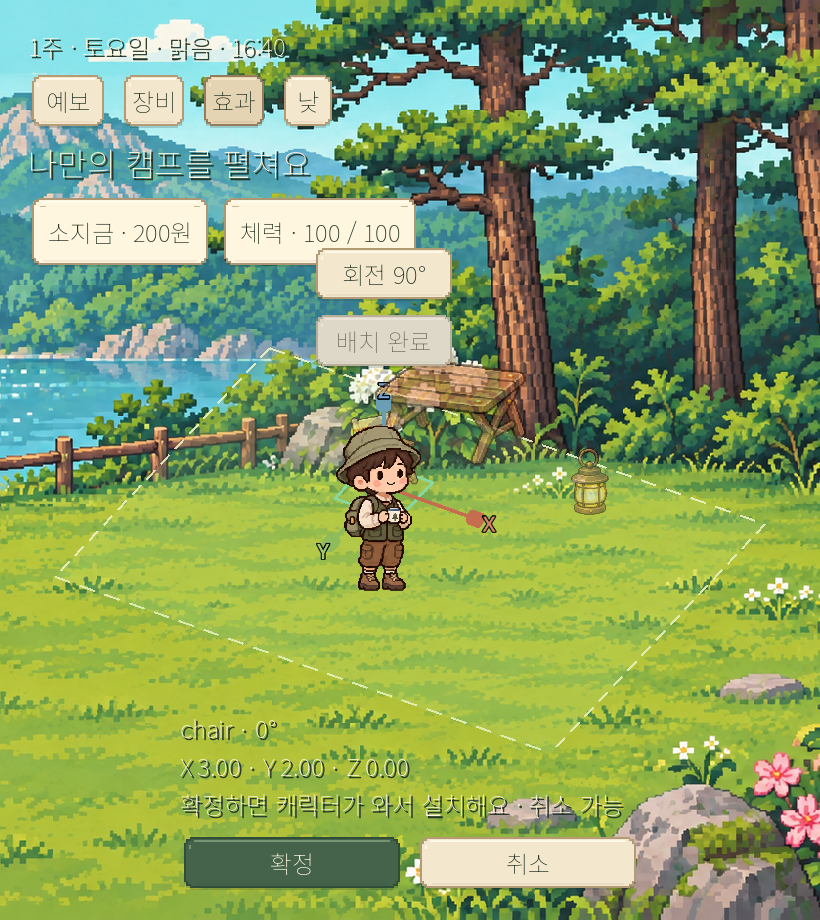 1주 · 토요일 · 맑음 · 16:40
예보 장비 효과 낮
나만의 캠프를 펼쳐요
소지금 · 200원 체력 · 100 / 100
회전 90°
배치 완료
Z
X
Y
chair · 0°
X 3.00 · Y 2.00 · Z 0.00
확정하면 캐릭터가 와서 설치해요 · 취소 가능
확정 취소